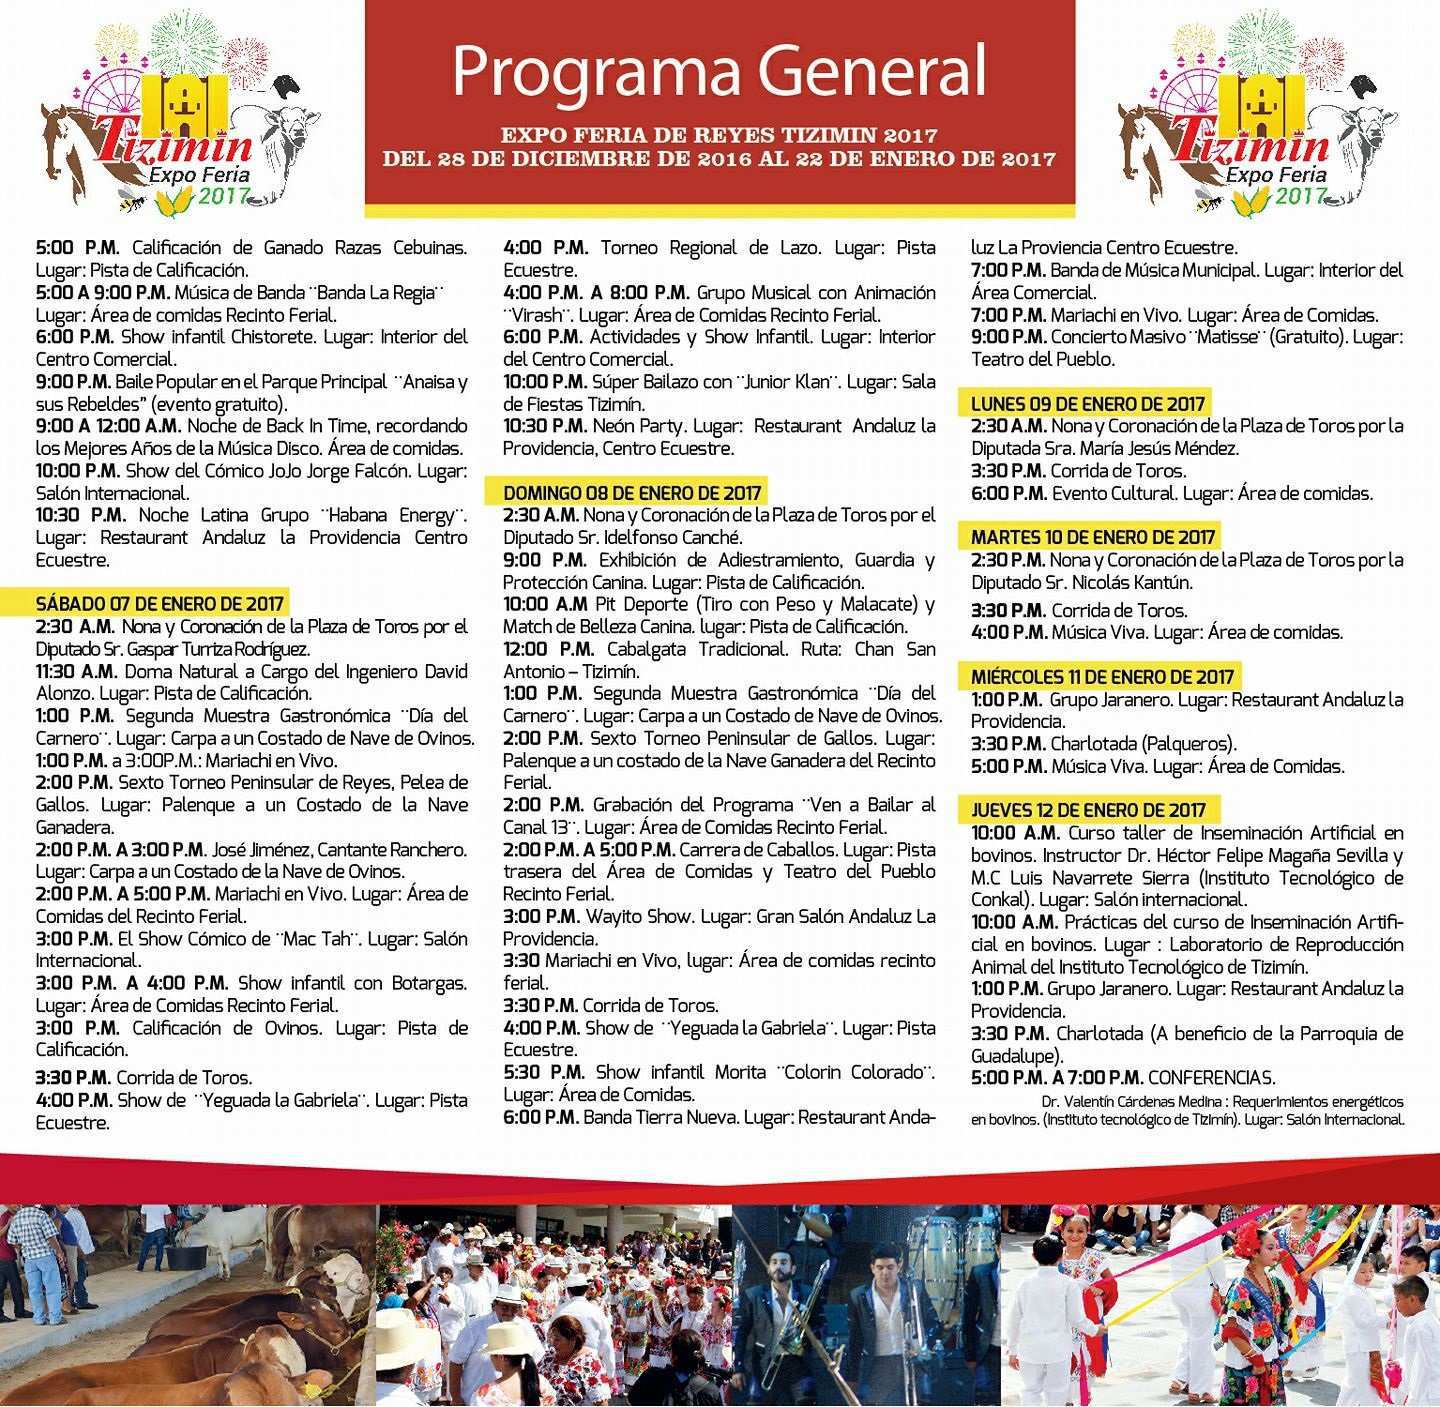 Tizimin
Expo Feria
2017
Programa General
EXPO FERIA DE REYES TIZIMIN 2017
DEL 28 DE DICIEMBRE DE 2016 AL 22 DE ENERO DE 2017
Tizimin
Expo Feria
2017
5:00 P.M. Calificación de Ganado Razas Cebuinas.
Lugar: Pista de Calificación.
5:00 A 9:00 P.M. Música de Banda ¨Banda La Regia¨
Lugar: Área de comidas Recinto Ferial.
6:00 P.M. Show infantil Chistorete. Lugar: Interior del
Centro Comercial.
9:00 P.M. Baile Popular en el Parque Principal ¨Anaisa y
sus Rebeldes” (evento gratuito).
9:00 A 12:00 A.M. Noche de Back In Time, recordando
los Mejores Años de la Música Disco. Área de comidas.
10:00 P.M. Show del Cómico JoJo Jorge Falcón. Lugar:
Salón Internacional.
10:30 P.M. Noche Latina Grupo ¨Habana Energy¨.
Lugar: Restaurant Andaluz la Providencia Centro
Ecuestre.
SÁBADO 07 DE ENERO DE 2017
2:30 A.M. Nona y Coronación de la Plaza de Toros por el
Diputado Sr. Gaspar Turriza Rodríguez.
11:30 A.M. Doma Natural a Cargo del Ingeniero David
Alonzo. Lugar: Pista de Calificación.
1:00 P.M. Segunda Muestra Gastronómica ¨Día del
Carnero¨. Lugar: Carpa a un Costado de Nave de Ovinos.
1:00 P.M. a 3:00P.M.: Mariachi en Vivo.
2:00 P.M. Sexto Torneo Peninsular de Reyes, Pelea de
Gallos. Lugar: Palenque a un Costado de la Nave
Ganadera.
2:00 P.M. A 3:00 P.M. José Jiménez, Cantante Ranchero.
Lugar: Carpa a un Costado de la Nave de Ovinos.
2:00 P.M. A 5:00 P.M. Mariachi en Vivo. Lugar: Área de
Comidas del Recinto Ferial.
3:00 P.M. El Show Cómico de ¨Mac Tah¨. Lugar: Salón
Internacional.
3:00 P.M. A 4:00 P.M. Show infantil con Botargas.
Lugar: Área de Comidas Recinto Ferial.
3:00 P.M. Calificación de Ovinos. Lugar: Pista de
Calificación.
3:30 P.M. Corrida de Toros.
4:00 P.M. Show de ¨Yeguada la Gabriela¨. Lugar: Pista
Ecuestre.
4:00 P.M. Torneo Regional de Lazo. Lugar: Pista
Ecuestre.
4:00 P.M. A 8:00 P.M. Grupo Musical con Animación
¨Virash¨. Lugar: Área de Comidas Recinto Ferial.
6:00 P.M. Actividades y Show Infantil. Lugar: Interior
del Centro Comercial.
10:00 P.M. Súper Bailazo con ¨Junior Klan¨. Lugar: Sala
de Fiestas Tizimín.
10:30 P.M. Neón Party. Lugar: Restaurant Andaluz la
Providencia, Centro Ecuestre.
DOMINGO 08 DE ENERO DE 2017
2:30 A.M. Nona y Coronación de la Plaza de Toros por el
Diputado Sr. Idelfonso Canché.
9:00 P.M. Exhibición de Adiestramiento, Guardia y
Protección Canina. Lugar: Pista de Calificación.
10:00 A.M Pit Deporte (Tiro con Peso y Malacate) y
Match de Belleza Canina. lugar: Pista de Calificación.
12:00 P.M. Cabalgata Tradicional. Ruta: Chan San
Antonio – Tizimín.
1:00 P.M. Segunda Muestra Gastronómica ¨Día del
Carnero¨. Lugar: Carpa a un Costado de Nave de Ovinos.
2:00 P.M. Sexto Torneo Peninsular de Gallos. Lugar:
Palenque a un costado de la Nave Ganadera del Recinto
Ferial.
2:00 P.M. Grabación del Programa ¨Ven a Bailar al
Canal 13¨. Lugar: Área de Comidas Recinto Ferial.
2:00 P.M. A 5:00 P.M. Carrera de Caballos. Lugar: Pista
trasera del Área de Comidas y Teatro del Pueblo
Recinto Ferial.
3:00 P.M. Wayito Show. Lugar: Gran Salón Andaluz La
Providencia.
3:30 Mariachi en Vivo, lugar: Área de comidas recinto
ferial.
3:30 P.M. Corrida de Toros.
4:00 P.M. Show de ¨Yeguada la Gabriela¨. Lugar: Pista
Ecuestre.
5:30 P.M. Show infantil Morita ¨Colorin Colorado¨.
Lugar: Área de Comidas.
6:00 P.M. Banda Tierra Nueva. Lugar: Restaurant Anda-
luz La Proviencia Centro Ecuestre.
7:00 P.M. Banda de Música Municipal. Lugar: Interior del
Área Comercial.
7:00 P.M. Mariachi en Vivo. Lugar: Área de Comidas.
9:00 P.M. Concierto Masivo ¨Matisse¨ (Gratuito). Lugar:
Teatro del Pueblo.
LUNES 09 DE ENERO DE 2017
2:30 A.M. Nona y Coronación de la Plaza de Toros por la
Diputada Sra. María Jesús Méndez.
3:30 P.M. Corrida de Toros.
6:00 P.M. Evento Cultural. Lugar: Área de comidas.
MARTES 10 DE ENERO DE 2017
2:30 P.M. Nona y Coronación de la Plaza de Toros por la
Diputada Sr. Nicolás Kantún.
3:30 P.M. Corrida de Toros.
4:00 P.M. Música Viva. Lugar: Área de comidas.
MIÉRCOLES 11 DE ENERO DE 2017
1:00 P.M. Grupo Jaranero. Lugar: Restaurant Andaluz la
Providencia.
3:30 P.M. Charlotada (Palqueros).
5:00 P.M. Música Viva. Lugar: Área de Comidas.
JUEVES 12 DE ENERO DE 2017
10:00 A.M. Curso taller de Inseminación Artificial en
bovinos. Instructor Dr. Héctor Felipe Magaña Sevilla y
M.C Luis Navarrete Sierra (Instituto Tecnológico de
Conkal). Lugar: Salón internacional.
10:00 A.M. Prácticas del curso de Inseminación Artifi-
cial en bovinos. Lugar : Laboratorio de Reproducción
Animal del Instituto Tecnológico de Tizimín.
1:00 P.M. Grupo Jaranero. Lugar: Restaurant Andaluz la
Providencia.
3:30 P.M. Charlotada (A beneficio de la Parroquia de
Guadalupe).
5:00 P.M. A 7:00 P.M. CONFERENCIAS.
Dr. Valentín Cárdenas Medina : Requerimientos energéticos
en bovinos. (Instituto tecnológico de Tizimín). Lugar: Salón Internacional.